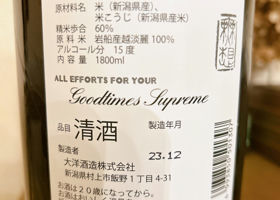 原材料名 米(新潟県産)、
米こうじ(新潟県産米)
精米歩合 60%
原料米 岩船産越淡麗100%
アルコール分 15度
内容量 1800ml
ALL EFFORTS FOR YOUR
Goodtimes Supreme
品目 清酒 製造年月
製造者 23.12
大洋酒造株式会社
新潟県村上市飯野1丁目4-31
お酒は20歳になってから。